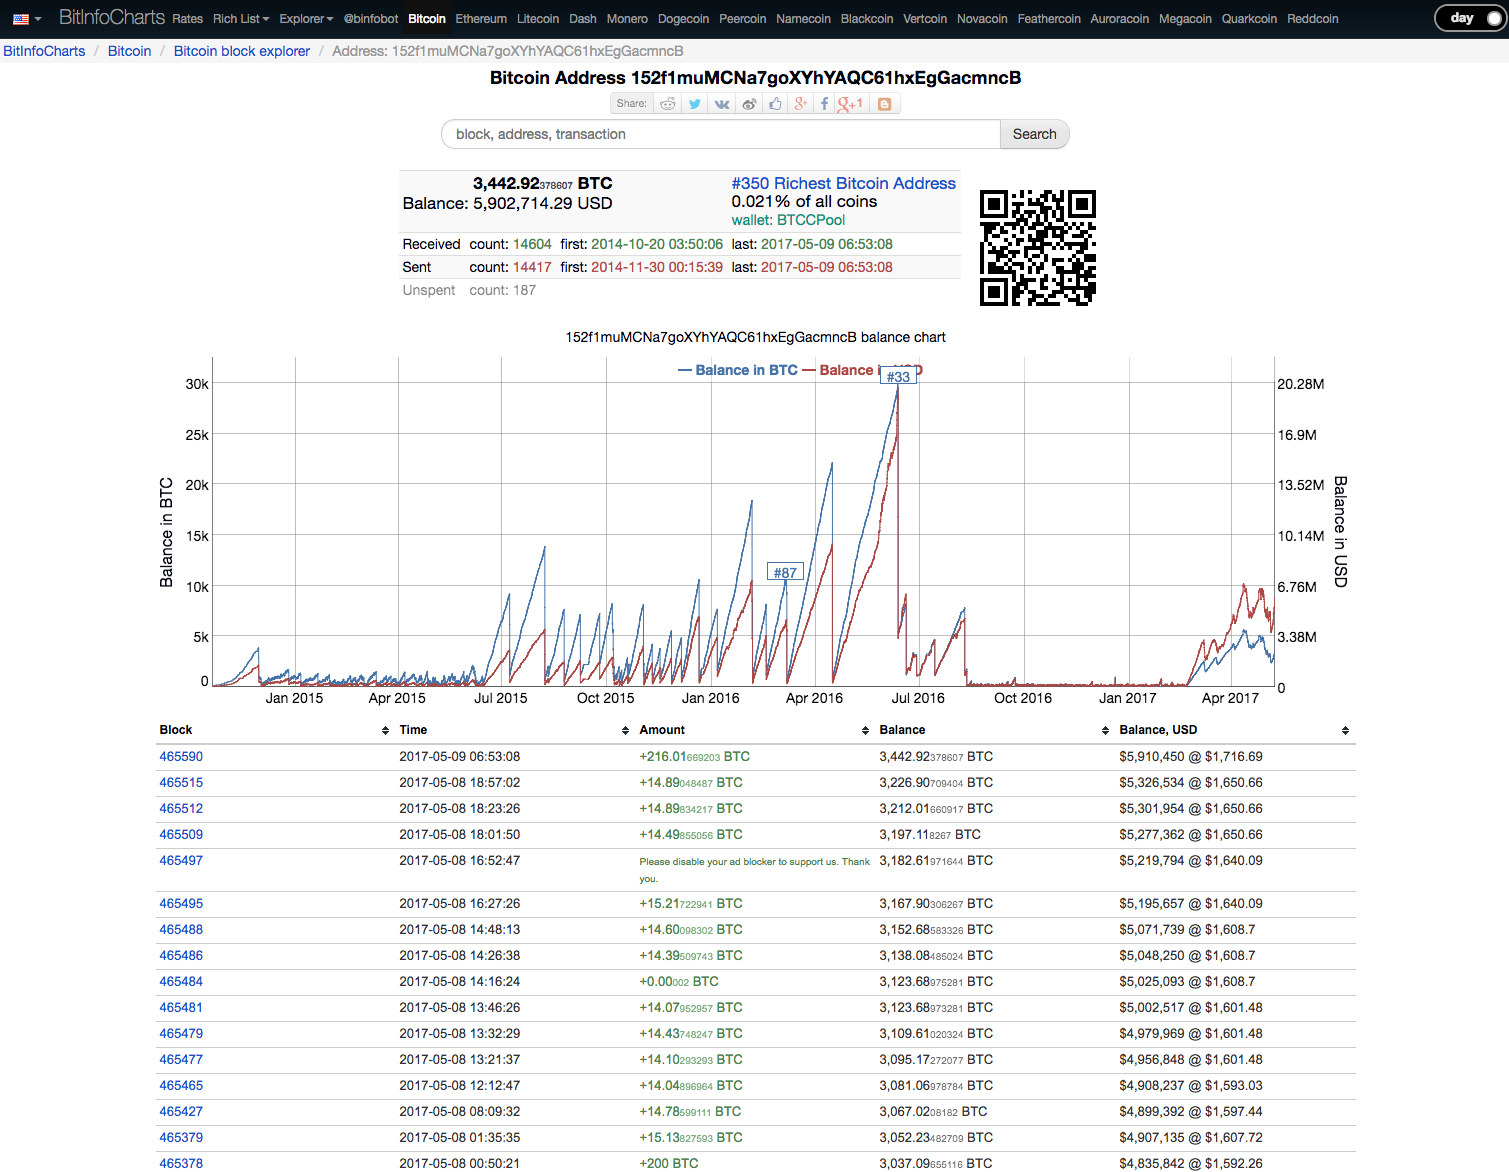 BitInfoCharts Rates Rich List Explorer @binfobot Bitcoin Ethereum Litecoin Dash Monero Dogecoin Peercoin Namecoin Blackcoin Vertcoin Novacoin Feathercoin Auroracoin Megacoin Quarkcoin Reddcoin day
BitInfoCharts / Bitcoin / Bitcoin block explorer / Address: 152f1muMCNa7goXYhYAQC61hxEgGacmncB
Bitcoin Address 152f1muMCNa7goXYhYAQC61hxEgGacmncB
Share: g+1
block, address, transaction Search
3,442.92378607 BTC #350 Richest Bitcoin Address
Balance: 5,902,714.29 USD 0.021% of all coins
wallet: BTCCPool
Received count: 14604 first: 2014-10-20 03:50:06 last: 2017-05-09 06:53:08
Sent count: 14417 first: 2014-11-30 00:15:39 last: 2017-05-09 06:53:08
Unspent count: 187
152f1muMCNa7goXYhYAQC61hxEgGacmncB balance chart
Balance in BTC Balance i D
#33
30k 20.28M
25k 16.9M
20k 13.52M
15k 10.14M
#87
10k 6.76M
5k 3.38M
0 0
Balance in BTC
Balance in USD
Jan 2015 Apr 2015 Jul 2015 Oct 2015 Jan 2016 Apr 2016 Jul 2016 Oct 2016 Jan 2017 Apr 2017
Block Time Amount Balance Balance, USD
465590 2017-05-09 06:53:08 +216.01669203 BTC 3,442.92378607 BTC $5,910,450 @ $1,716.69
465515 2017-05-08 18:57:02 +14.89048487 BTC 3,226.90709404 BTC $5,326,534 @ $1,650.66
465512 2017-05-08 18:23:26 +14.89834217 BTC 3,212.01660917 BTC $5,301,954 @ $1,650.66
465509 2017-05-08 18:01:50 +14.49855056 BTC 3,197.118267 BTC $5,277,362 @ $1,650.66
465497 2017-05-08 16:52:47 Please disable your ad blocker to support us. Thank you. 3,182.61971644 BTC $5,219,794 @ $1,640.09
465495 2017-05-08 16:27:26 +15.21722941 BTC 3,167.90306267 BTC $5,195,657 @ $1,640.09
465488 2017-05-08 14:48:13 +14.60098302 BTC 3,152.68583326 BTC $5,071,739 @ $1,608.7
465486 2017-05-08 14:26:38 +14.39509743 BTC 3,138.08485024 BTC $5,048,250 @ $1,608.7
465484 2017-05-08 14:16:24 +0.00002 BTC 3,123.68975281 BTC $5,025,093 @ $1,608.7
465481 2017-05-08 13:46:26 +14.07952957 BTC 3,123.68973281 BTC $5,002,517 @ $1,601.48
465479 2017-05-08 13:32:29 +14.43748247 BTC 3,109.61020324 BTC $4,979,969 @ $1,601.48
465477 2017-05-08 13:21:37 +14.10293293 BTC 3,095.17272077 BTC $4,956,848 @ $1,601.48
465465 2017-05-08 12:12:47 +14.04896964 BTC 3,081.06978784 BTC $4,908,237 @ $1,593.03
465427 2017-05-08 08:09:32 +14.78599111 BTC 3,067.0208182 BTC $4,899,392 @ $1,597.44
465379 2017-05-08 01:35:35 +15.13827593 BTC 3,052.23482709 BTC $4,907,135 @ $1,607.72
465378 2017-05-08 00:50:21 +200 BTC 3,037.09655116 BTC $4,835,842 @ $1,592.26